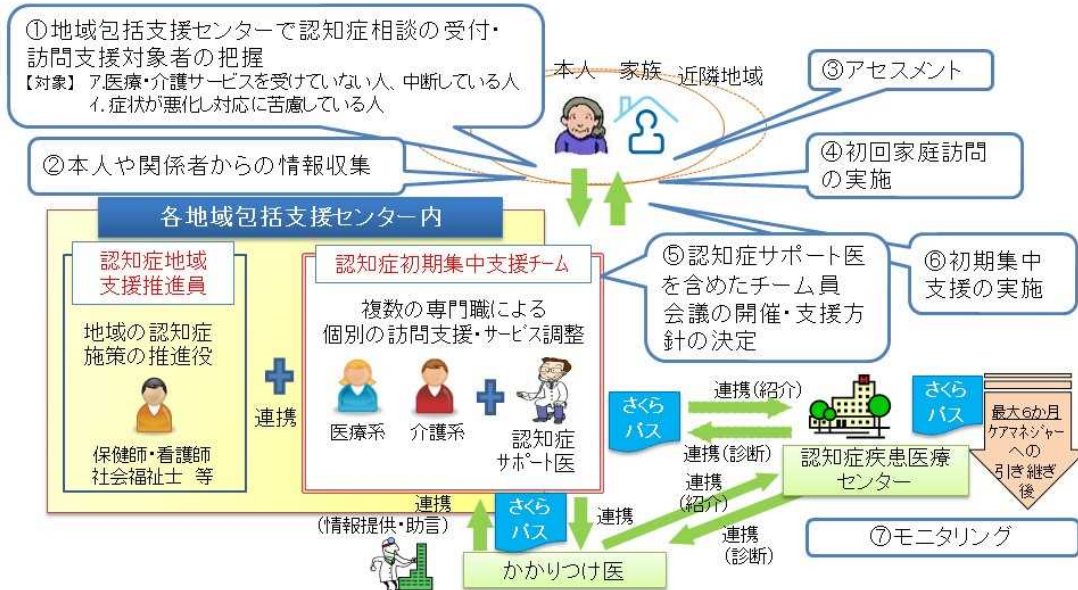 ①地域包括支援センターで認知症相談の受付・
訪問支援対象者の把握
【対象】 ア.医療・介護サービスを受けていない人、中断している人
イ.症状が悪化し対応に苦慮している人
本人
家族
近隣地域
③アセスメント
②本人や関係者からの情報収集
④初回家庭訪問
の実施
各地域包括支援センター内
認知症地域
支援推進員
地域の認知症
施策の推進役
保健師・看護師
社会福祉士 等
連携
認知症初期集中支援チーム
複数の専門職による
個別の訪問支援・サービス調整
医療系
介護系
認知症
サポート医
⑤認知症サポート医
を含めたチーム員
会議の開催・支援方
針の決定
⑥初期集中
支援の実施
さくら
パス
連携(紹介)
連携(診断)
認知症疾患医療
センター
さくら
パス
最大6か月
ケアマネジャー
への
引き継ぎ
後
連携
(情報提供・助言)
さくら
パス
連携
連携
(紹介)
連携
(診断)
かかりつけ医
⑦モニタリング